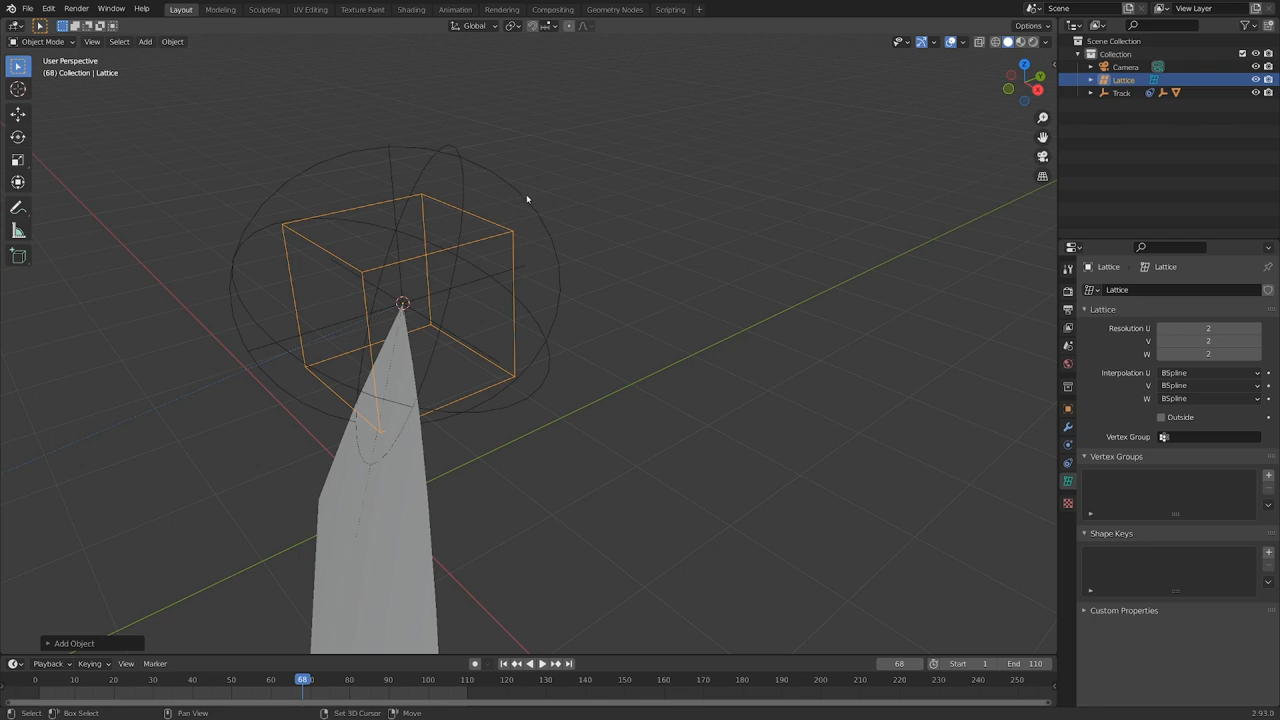 File Edit Render Window Help Layout Modeling Sculpting UV Editing Texture Paint Shading Animation Rendering Compositing Geometry Nodes Scripting Scene View Layer
Global Options
Object Mode View Select Add Object
User Perspective
(68) Collection | Lattice
Scene Collection
Collection
Camera
Lattice
Track
Z
Y
X
Lattice Lattice
Lattice
Lattice
Resolution U 2
V 2
W 2
Interpolation U BSpline
V BSpline
W BSpline
Outside
Vertex Group
Vertex Groups
Shape Keys
Custom Properties
Add Object
Playback Keying View Marker 68 Start 1 End 110
0 10 20 30 40 50 60 68 70 80 90 100 110 120 130 140 150 160 170 180 190 200 210 220 230 240 250
Select Box Select Pan View Set 3D Cursor Move 2.93.0